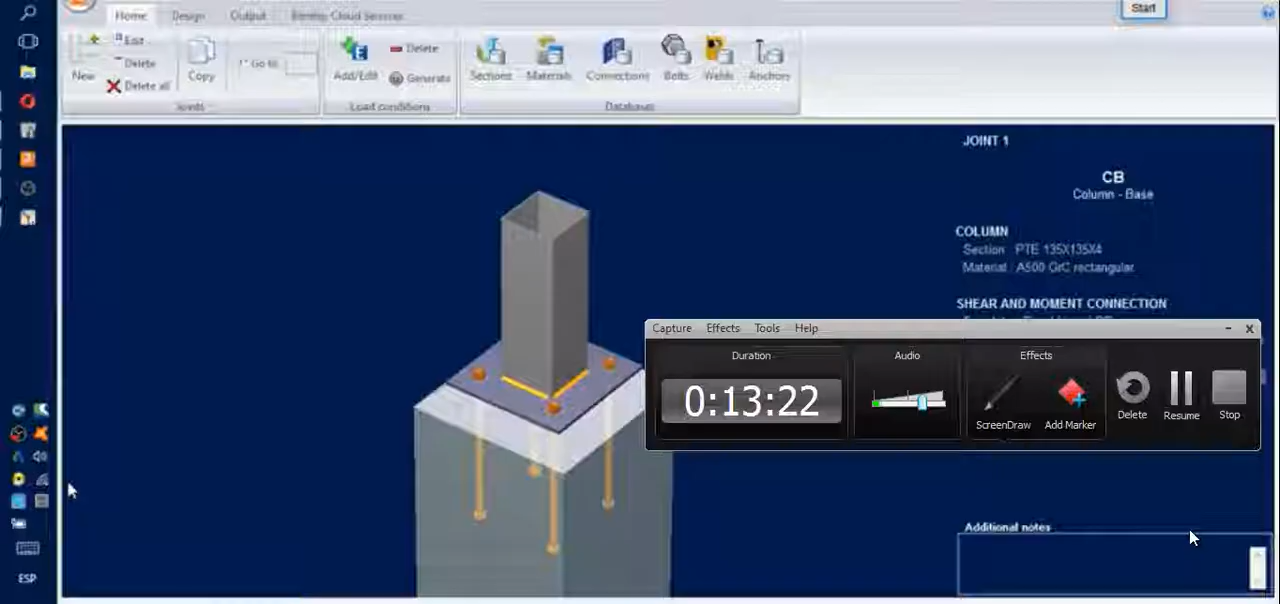 Home Design Output Bentley Cloud Services
Start
New
Edit
Delete
Delete all
Copy
Go to
Joints
Add/Edit
Delete
Generate
Load conditions
Sections Materials Connections Bolts Welds Anchors
Databases
JOINT 1
CB
Column - Base
COLUMN
Section : PTE 135X135X4
Material : A500 GrC rectangular
SHEAR AND MOMENT CONNECTION
Capture Effects Tools Help
Duration
0:13:22
Audio
Effects
ScreenDraw
Add Marker
Delete
Resume
Stop
Additional notes
ESP